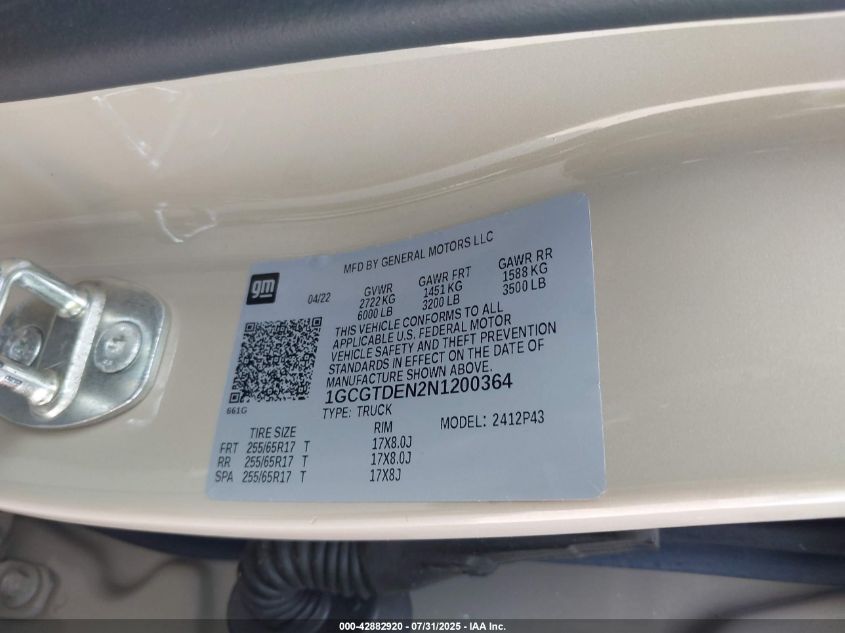 MFD BY GENERAL MOTORS LLC
gm
04/22
GVWR GAWR FRT GAWR RR
2722 KG 1451 KG 1588 KG
6000 LB 3200 LB 3500 LB
THIS VEHICLE CONFORMS TO ALL
APPLICABLE U.S. FEDERAL MOTOR
VEHICLE SAFETY AND THEFT PREVENTION
STANDARDS IN EFFECT ON THE DATE OF
MANUFACTURE SHOWN ABOVE.
1GCGTDEN2N1200364
661G
TYPE: TRUCK
MODEL: 2412P43
TIRE SIZE RIM
FRT 255/65R17 T 17X8.0J
RR 255/65R17 T 17X8.0J
SPA 255/65R17 T 17X8J
000-42882920 - 07/31/2025 - IAA Inc.